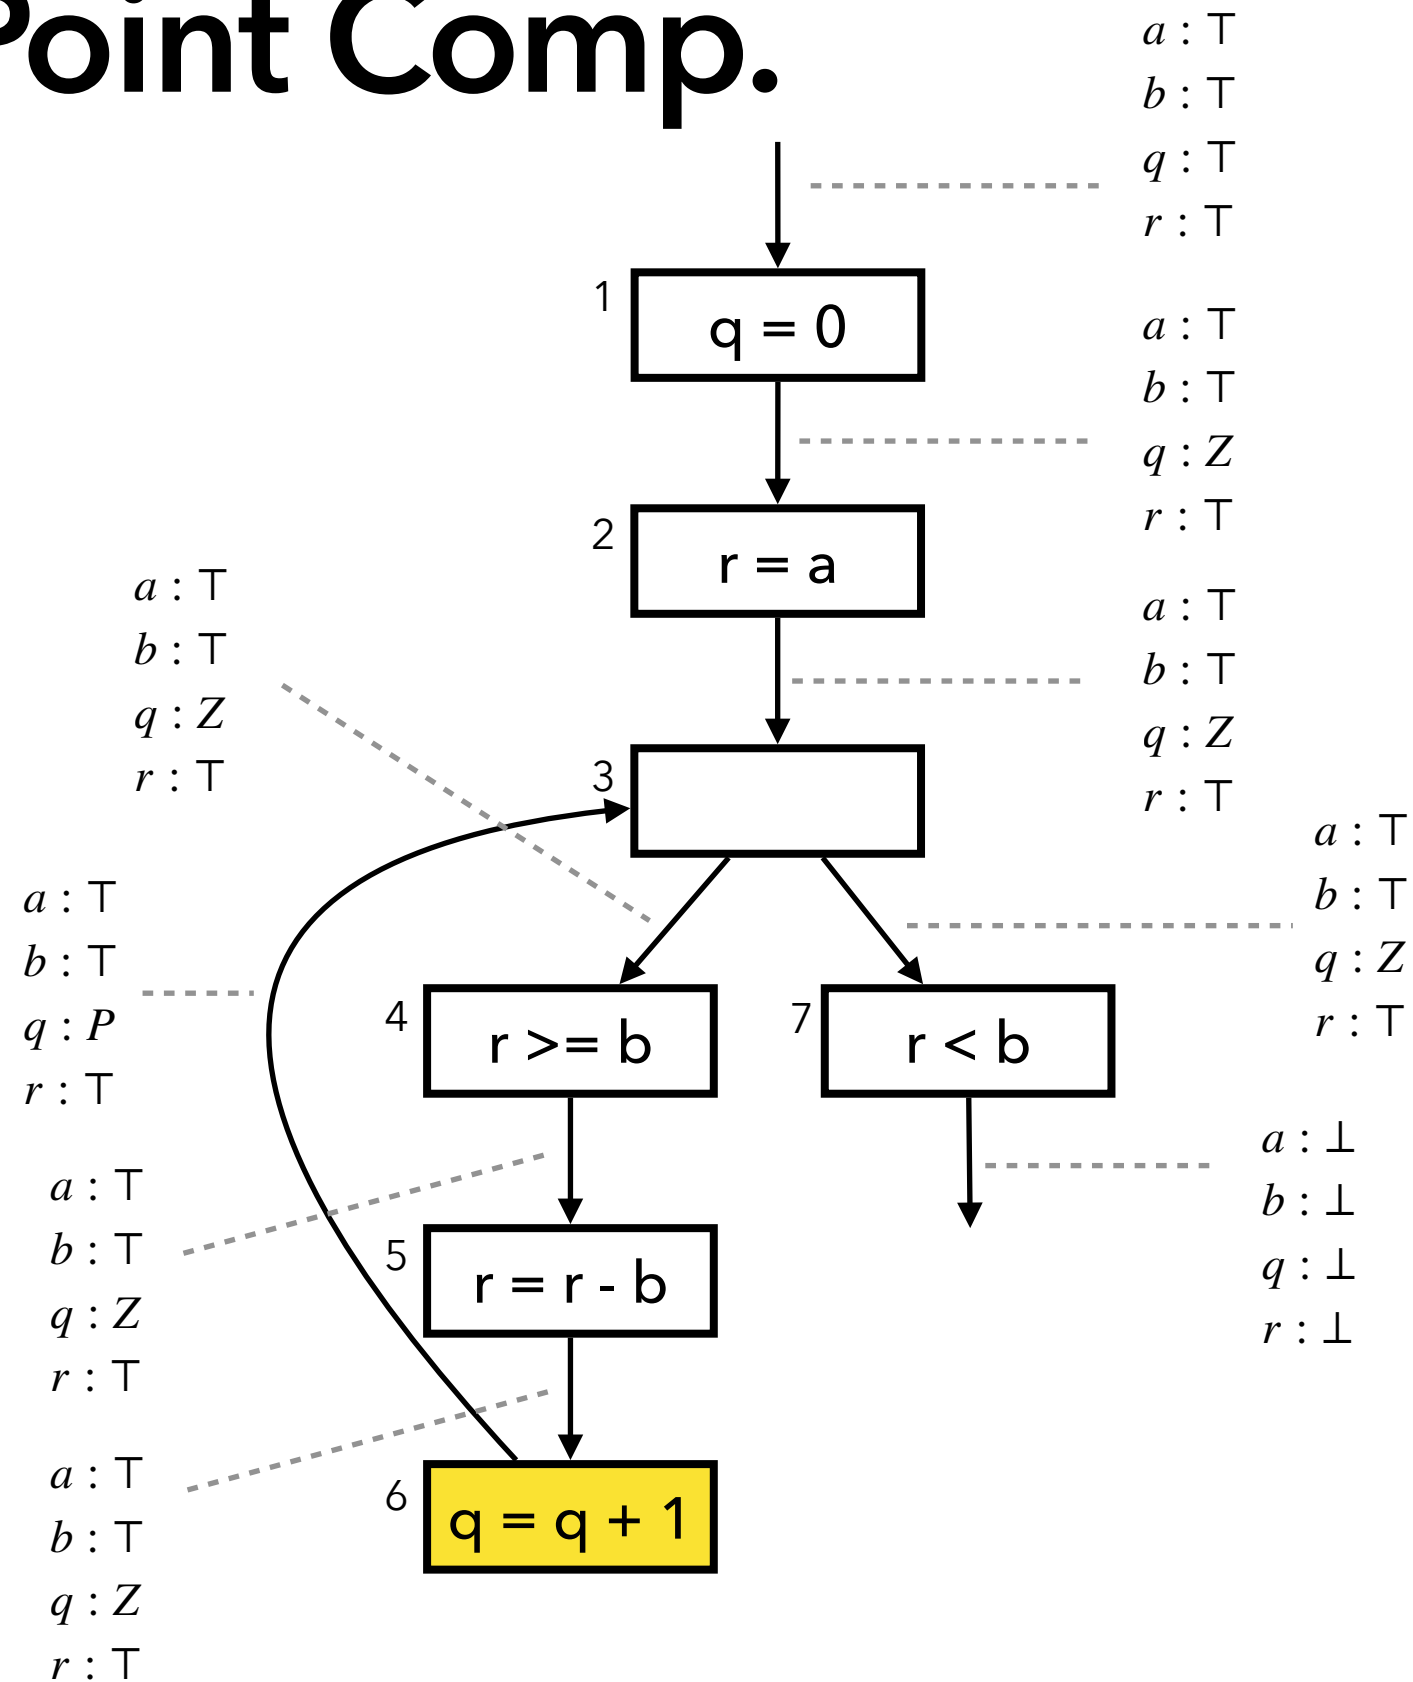 Point Comp.
a : ⊤
b : ⊤
q : ⊤
r : ⊤
1
q = 0
a : ⊤
b : ⊤
q : Z
r : ⊤
2
r = a
a : ⊤
b : ⊤
q : Z
r : ⊤
a : ⊤
b : ⊤
q : Z
r : ⊤
3
a : ⊤
b : ⊤
q : Z
r : ⊤
a : ⊤
b : ⊤
q : P
r : ⊤
4
r >= b
7
r < b
a : ⊥
b : ⊥
q : ⊥
r : ⊥
a : ⊤
b : ⊤
q : Z
r : ⊤
5
r = r - b
a : ⊤
b : ⊤
q : Z
r : ⊤
6
q = q + 1